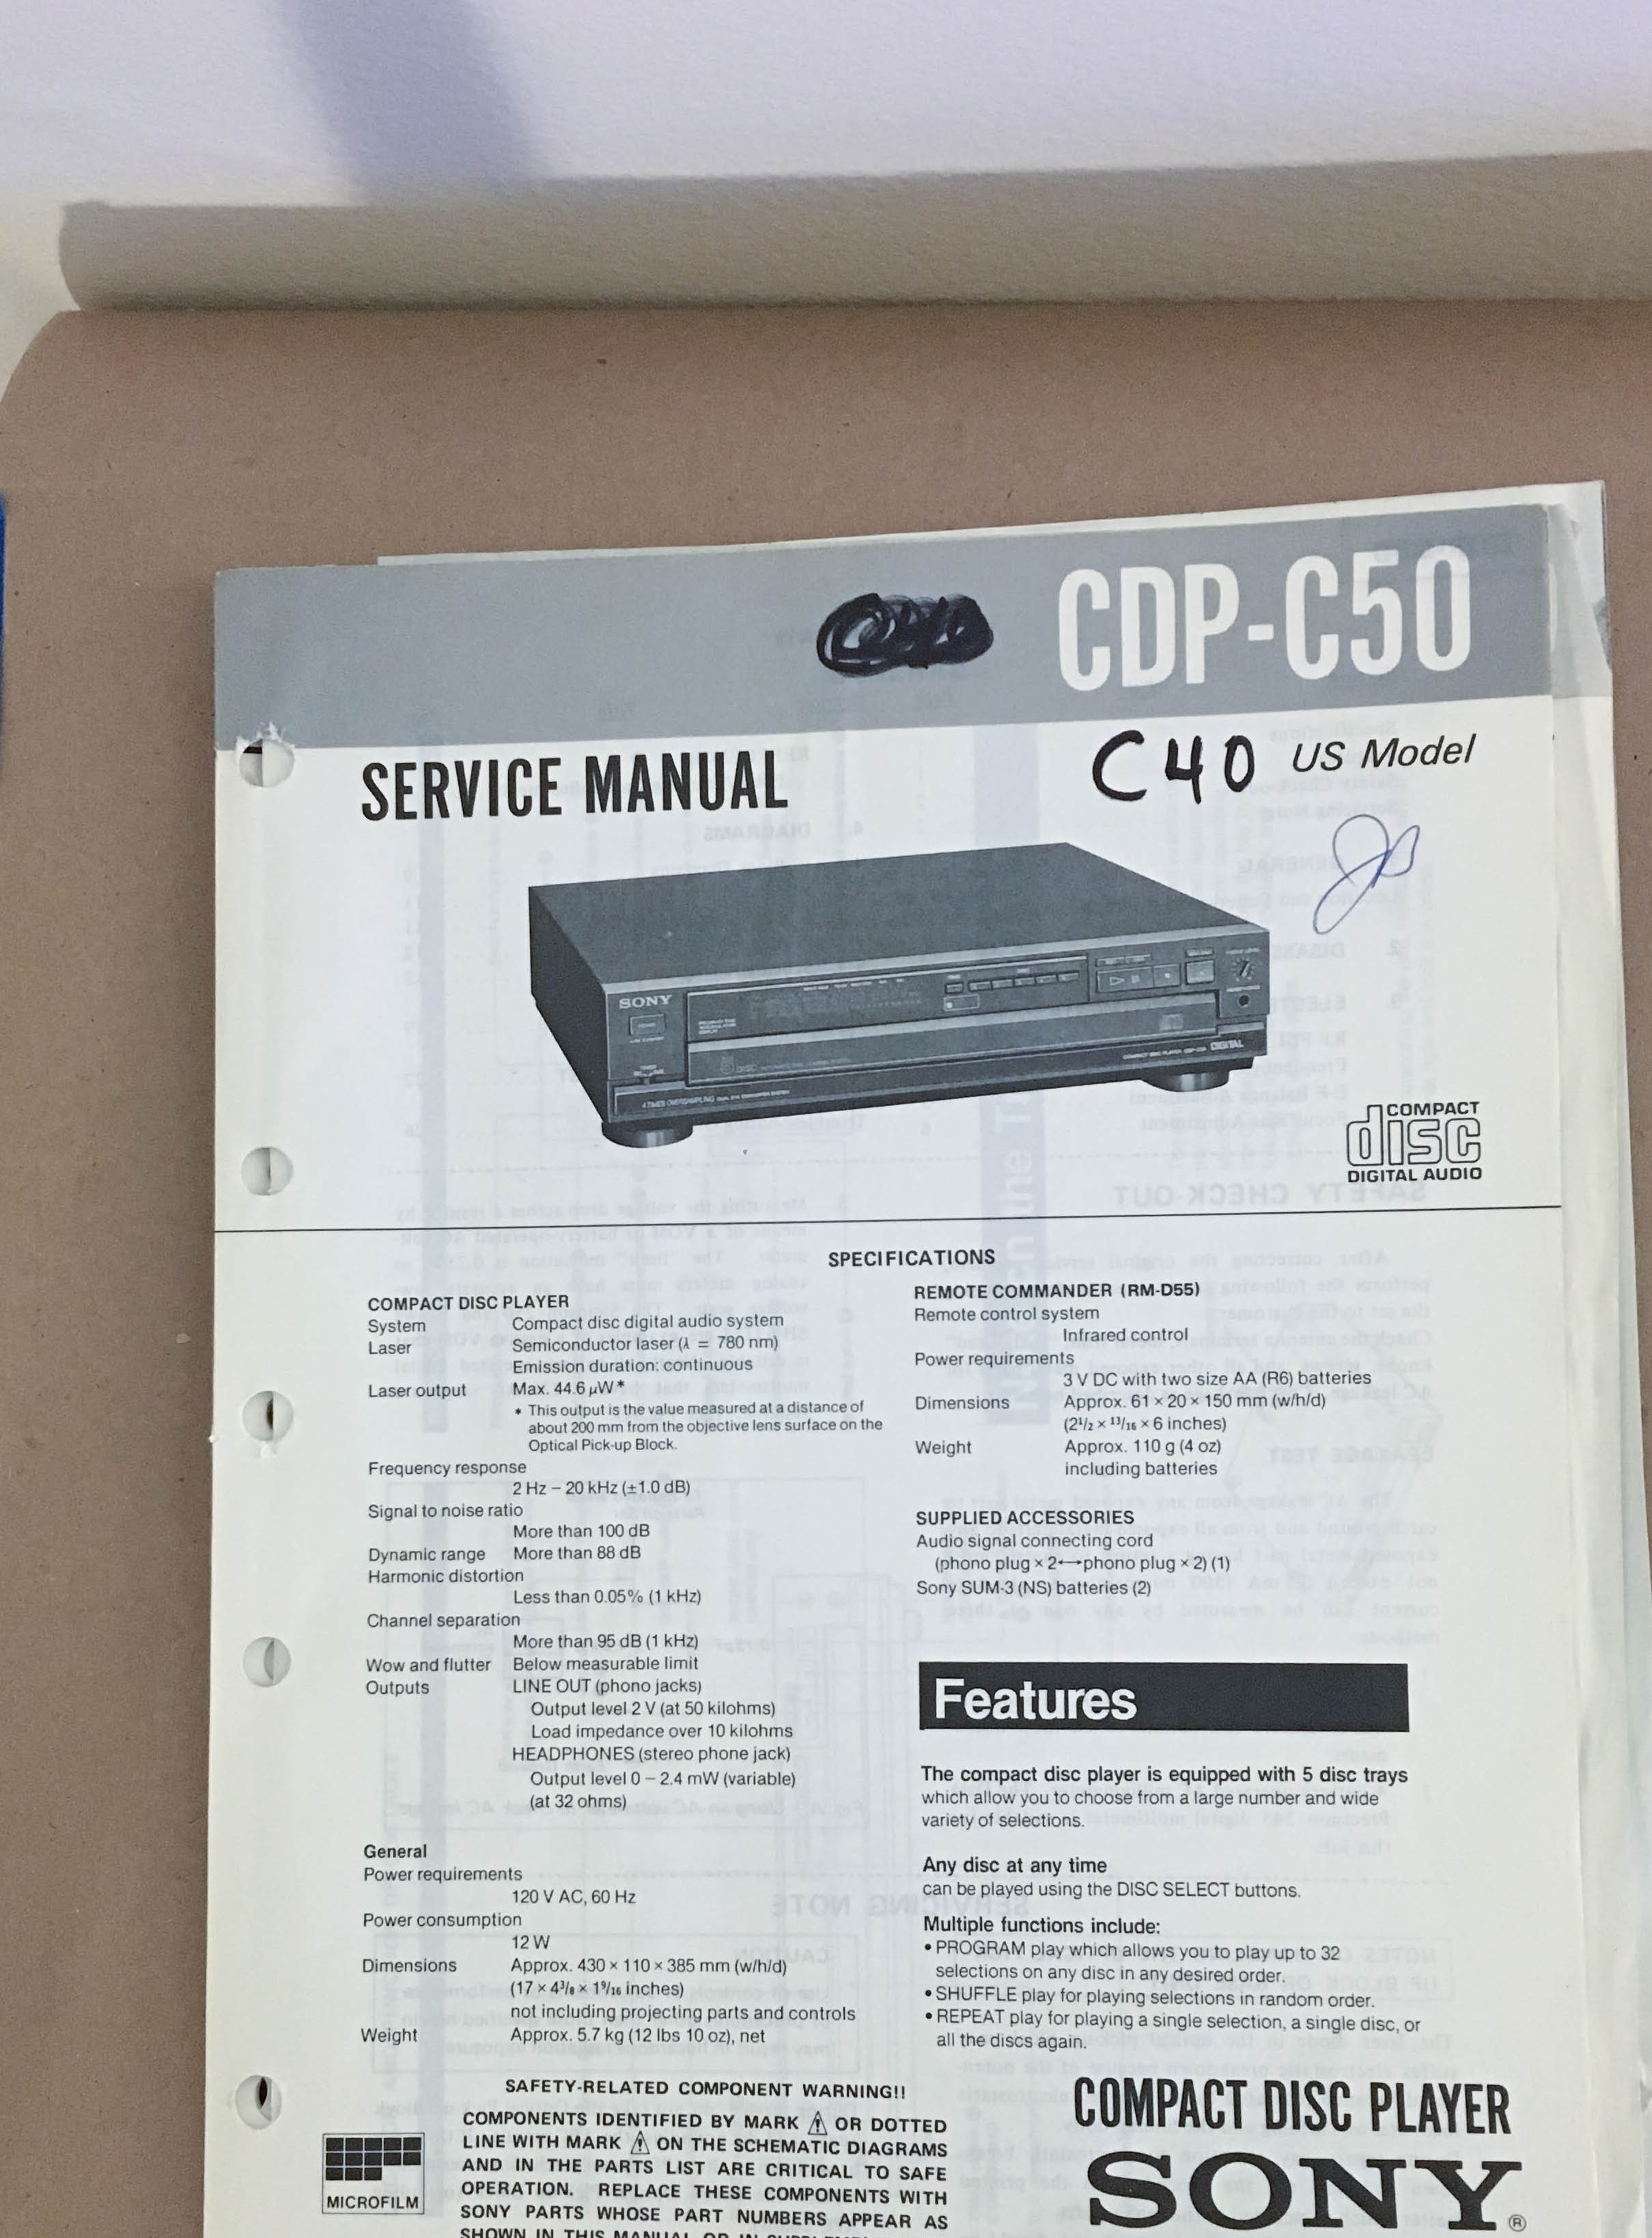 CDP-C50
SERVICE MANUAL
C40 US Model
JB
SONY
DISC
4 TIMES OVERSAMPLING
DIGITAL
COMPACT
disc
DIGITAL AUDIO
SPECIFICATIONS
COMPACT DISC PLAYER
System Compact disc digital audio system
Laser Semiconductor laser (λ = 780 nm)
Emission duration: continuous
Laser output Max. 44.6 μW*
* This output is the value measured at a distance of
about 200 mm from the objective lens surface on the
Optical Pick-up Block.
Frequency response
2 Hz – 20 kHz (±1.0 dB)
Signal to noise ratio
More than 100 dB
Dynamic range More than 88 dB
Harmonic distortion
Less than 0.05% (1 kHz)
Channel separation
More than 95 dB (1 kHz)
Wow and flutter Below measurable limit
Outputs LINE OUT (phono jacks)
Output level 2 V (at 50 kilohms)
Load impedance over 10 kilohms
HEADPHONES (stereo phone jack)
Output level 0 – 2.4 mW (variable)
(at 32 ohms)
General
Power requirements
120 V AC, 60 Hz
Power consumption
12 W
Dimensions Approx. 430 × 110 × 385 mm (w/h/d)
(17 × 4³/₈ × 1⁹/₁₆ inches)
not including projecting parts and controls
Weight Approx. 5.7 kg (12 lbs 10 oz), net
REMOTE COMMANDER (RM-D55)
Remote control system
Infrared control
Power requirements
3 V DC with two size AA (R6) batteries
Dimensions Approx. 61 × 20 × 150 mm (w/h/d)
(2¹/₂ × ¹³/₁₆ × 6 inches)
Weight Approx. 110 g (4 oz)
including batteries
SUPPLIED ACCESSORIES
Audio signal connecting cord
(phono plug × 2⟷phono plug × 2) (1)
Sony SUM-3 (NS) batteries (2)
Features
The compact disc player is equipped with 5 disc trays
which allow you to choose from a large number and wide
variety of selections.
Any disc at any time
can be played using the DISC SELECT buttons.
Multiple functions include:
• PROGRAM play which allows you to play up to 32
selections on any disc in any desired order.
• SHUFFLE play for playing selections in random order.
• REPEAT play for playing a single selection, a single disc, or
all the discs again.
SAFETY-RELATED COMPONENT WARNING!!
COMPONENTS IDENTIFIED BY MARK ⚠ OR DOTTED
LINE WITH MARK ⚠ ON THE SCHEMATIC DIAGRAMS
AND IN THE PARTS LIST ARE CRITICAL TO SAFE
OPERATION. REPLACE THESE COMPONENTS WITH
SONY PARTS WHOSE PART NUMBERS APPEAR AS
SHOWN IN THIS MANUAL OR IN
MICROFILM
COMPACT DISC PLAYER
SONY®